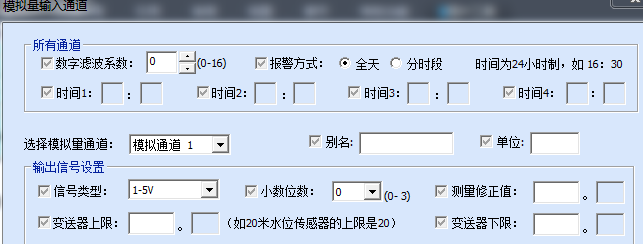 模拟量输入通道
所有通道
数字滤波系数: 0 (0-16) 报警方式: 全天 分时段 时间为24小时制,如 16:30
时间1: : 时间2: : 时间3: : 时间4: :
选择模拟量通道: 模拟通道 1 别名: 单位:
输出信号设置
信号类型: 1-5V 小数位数: 0 (0-3) 测量修正值: 。
变送器上限: 。 (如20米水位传感器的上限是20) 变送器下限: 。